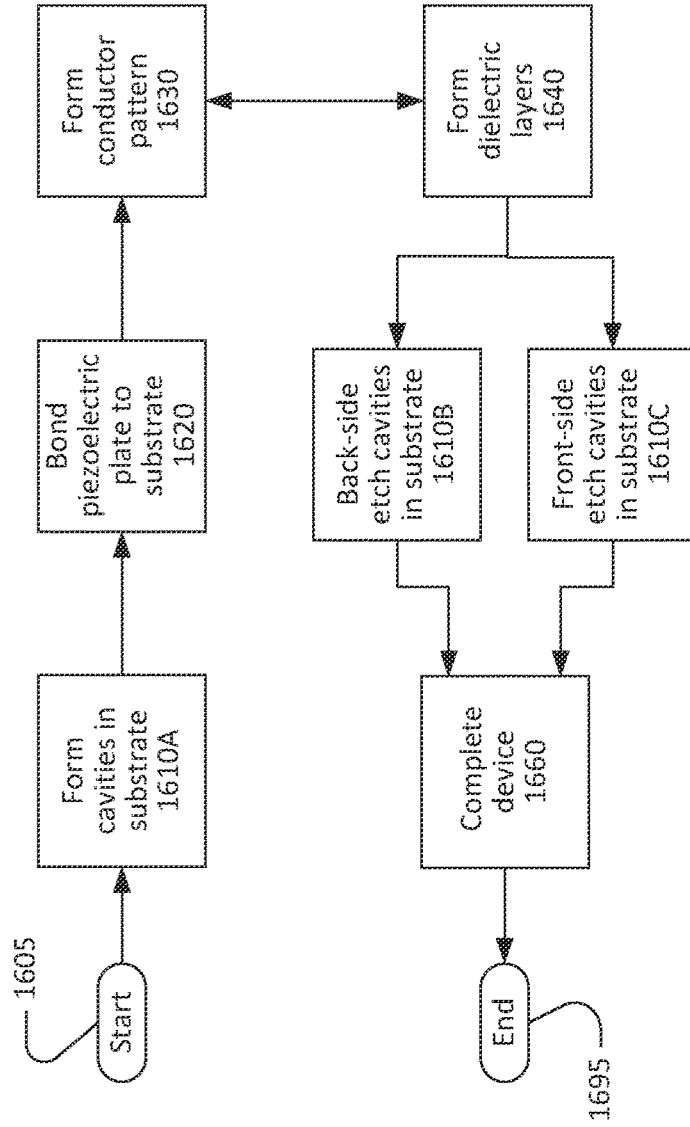 1605
Start
Form
cavities in
substrate
1610A
Bond
piezoelectric
plate to
substrate
1620
Form
conductor
pattern
1630
Form
dielectric
layers
1640
Back-side
etch cavities
in substrate
1610B
Front-side
etch cavities
in substrate
1610C
Complete
device
1660
End
1695